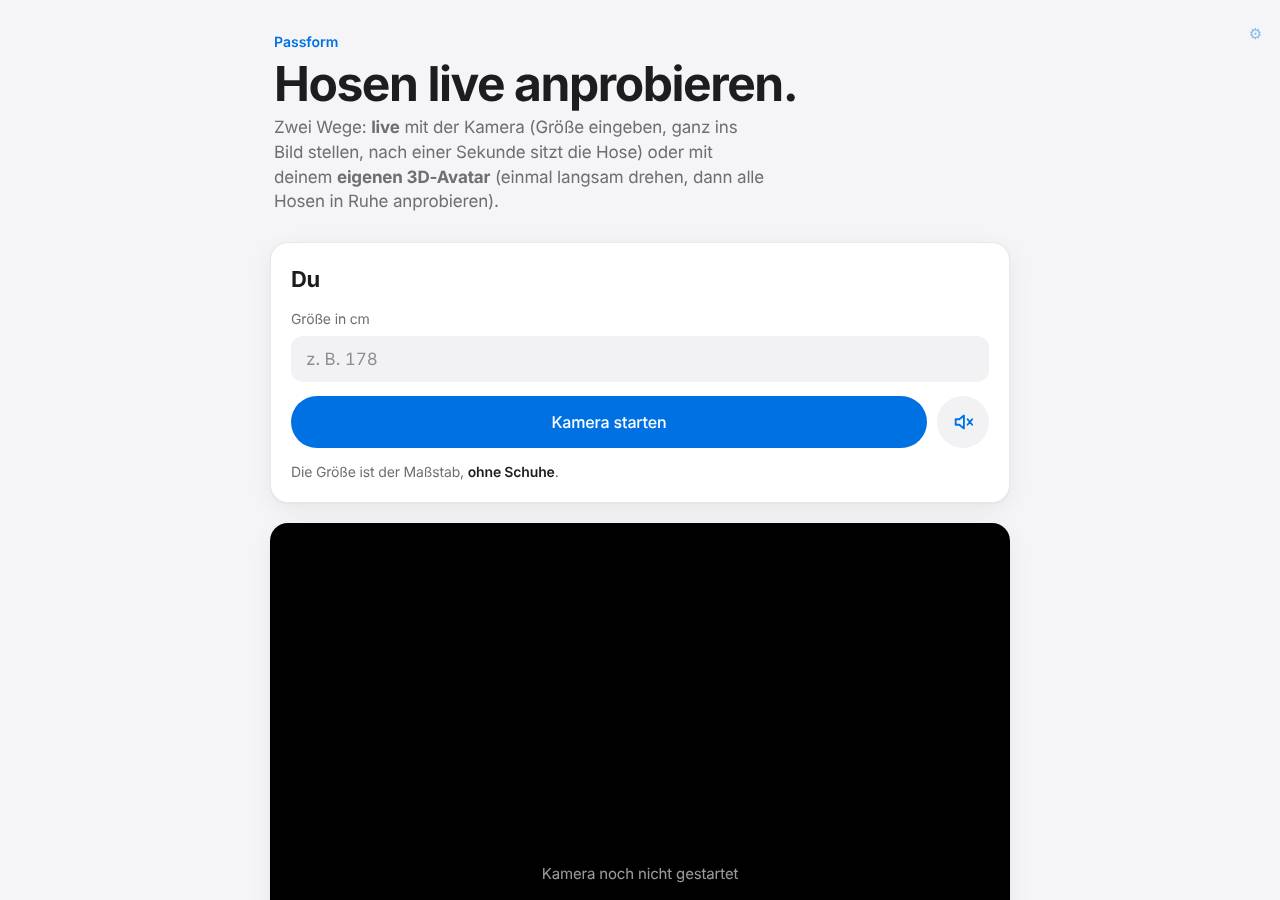 Passform
Hosen live anprobieren.
Zwei Wege: live mit der Kamera (Größe eingeben, ganz ins
Bild stellen, nach einer Sekunde sitzt die Hose) oder mit
deinem eigenen 3D-Avatar (einmal langsam drehen, dann alle
Hosen in Ruhe anprobieren).
Du
Größe in cm
z. B. 178
Kamera starten
Die Größe ist der Maßstab, ohne Schuhe.
Kamera noch nicht gestartet